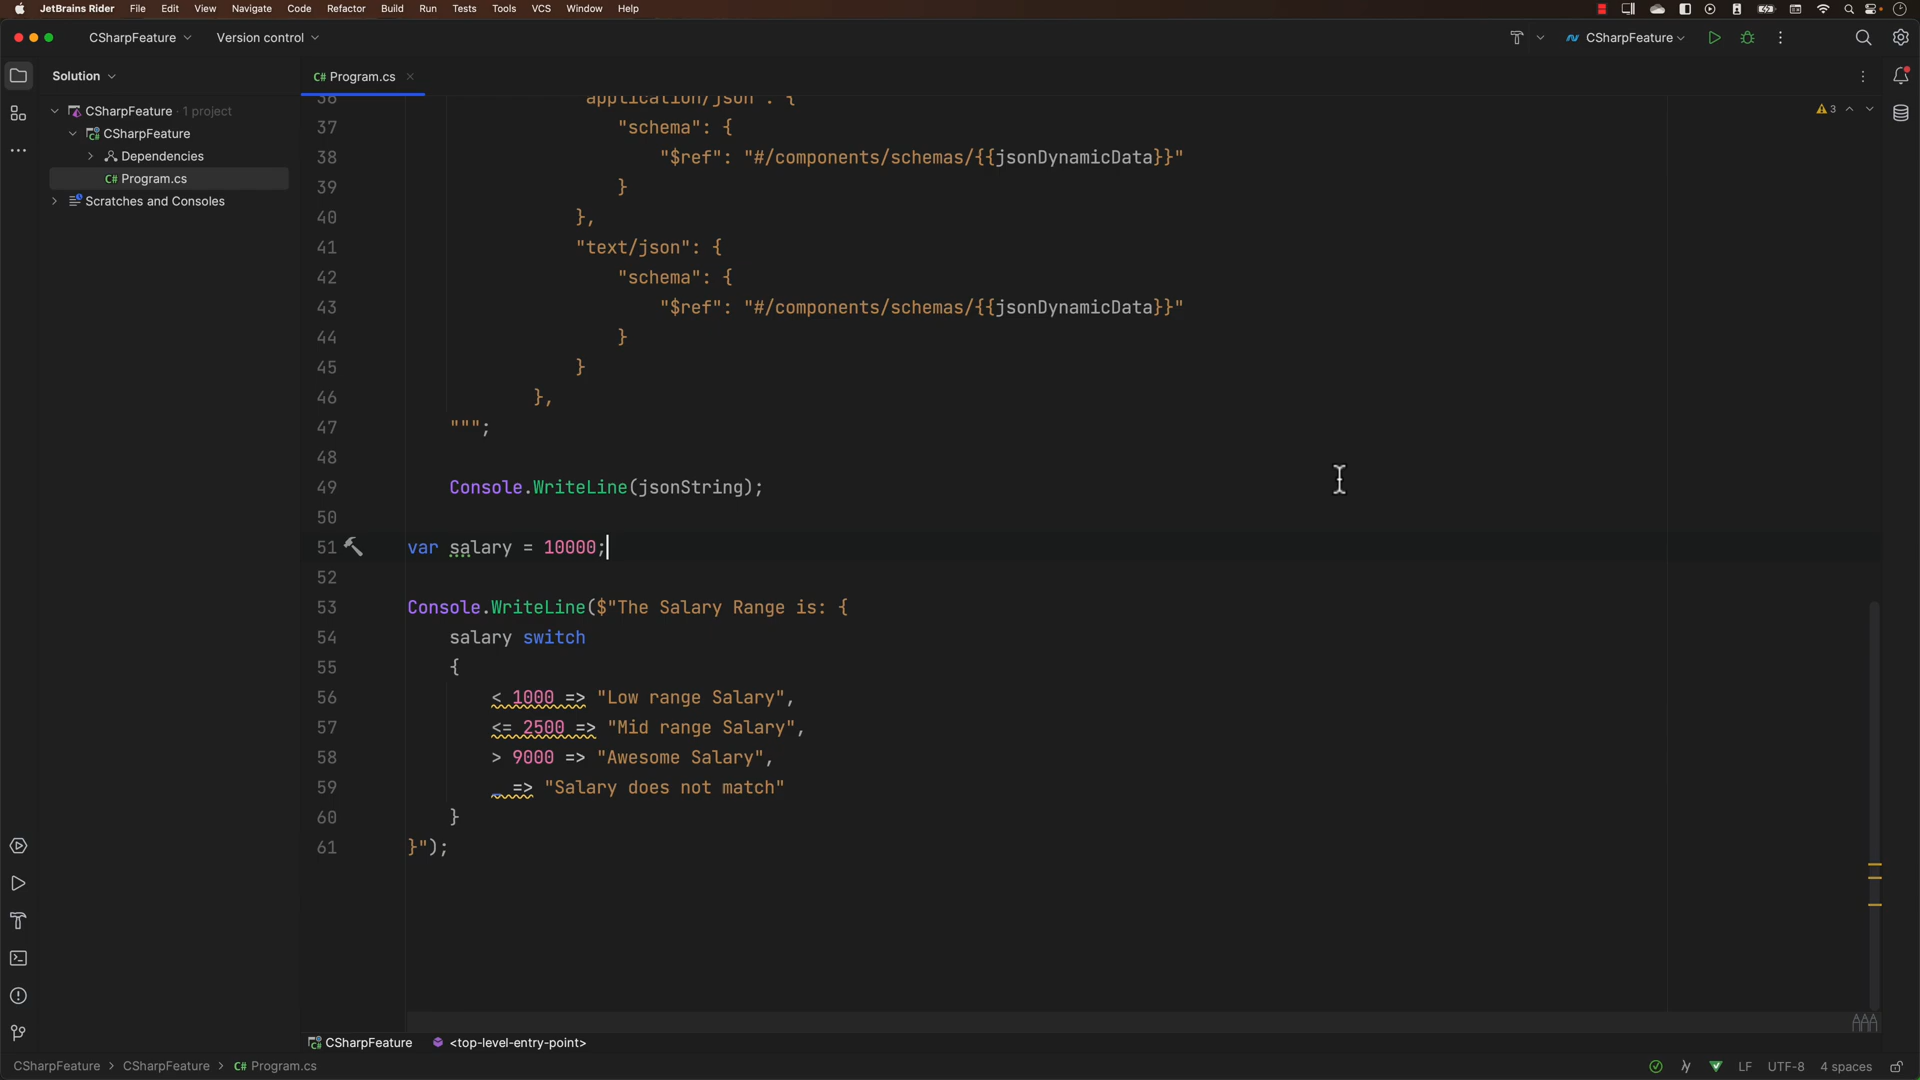 JetBrains Rider File Edit View Navigate Code Refactor Build Run Tests Tools VCS Window Help
CSharpFeature Version control CSharpFeature
Solution C# Program.cs
CSharpFeature · 1 project
CSharpFeature
Dependencies
C# Program.cs
Scratches and Consoles
3
36 application/json": {
37 "schema": {
38 "$ref": "#/components/schemas/{{jsonDynamicData}}"
39 }
40 },
41 "text/json": {
42 "schema": {
43 "$ref": "#/components/schemas/{{jsonDynamicData}}"
44 }
45 }
46 },
47 """;
48
49 Console.WriteLine(jsonString);
50
51 var salary = 10000;
52
53 Console.WriteLine($"The Salary Range is: {
54 salary switch
55 {
56 < 1000 => "Low range Salary",
57 <= 2500 => "Mid range Salary",
58 > 9000 => "Awesome Salary",
59 _ => "Salary does not match"
60 }
61 }");
CSharpFeature <top-level-entry-point>
CSharpFeature CSharpFeature C# Program.cs LF UTF-8 4 spaces